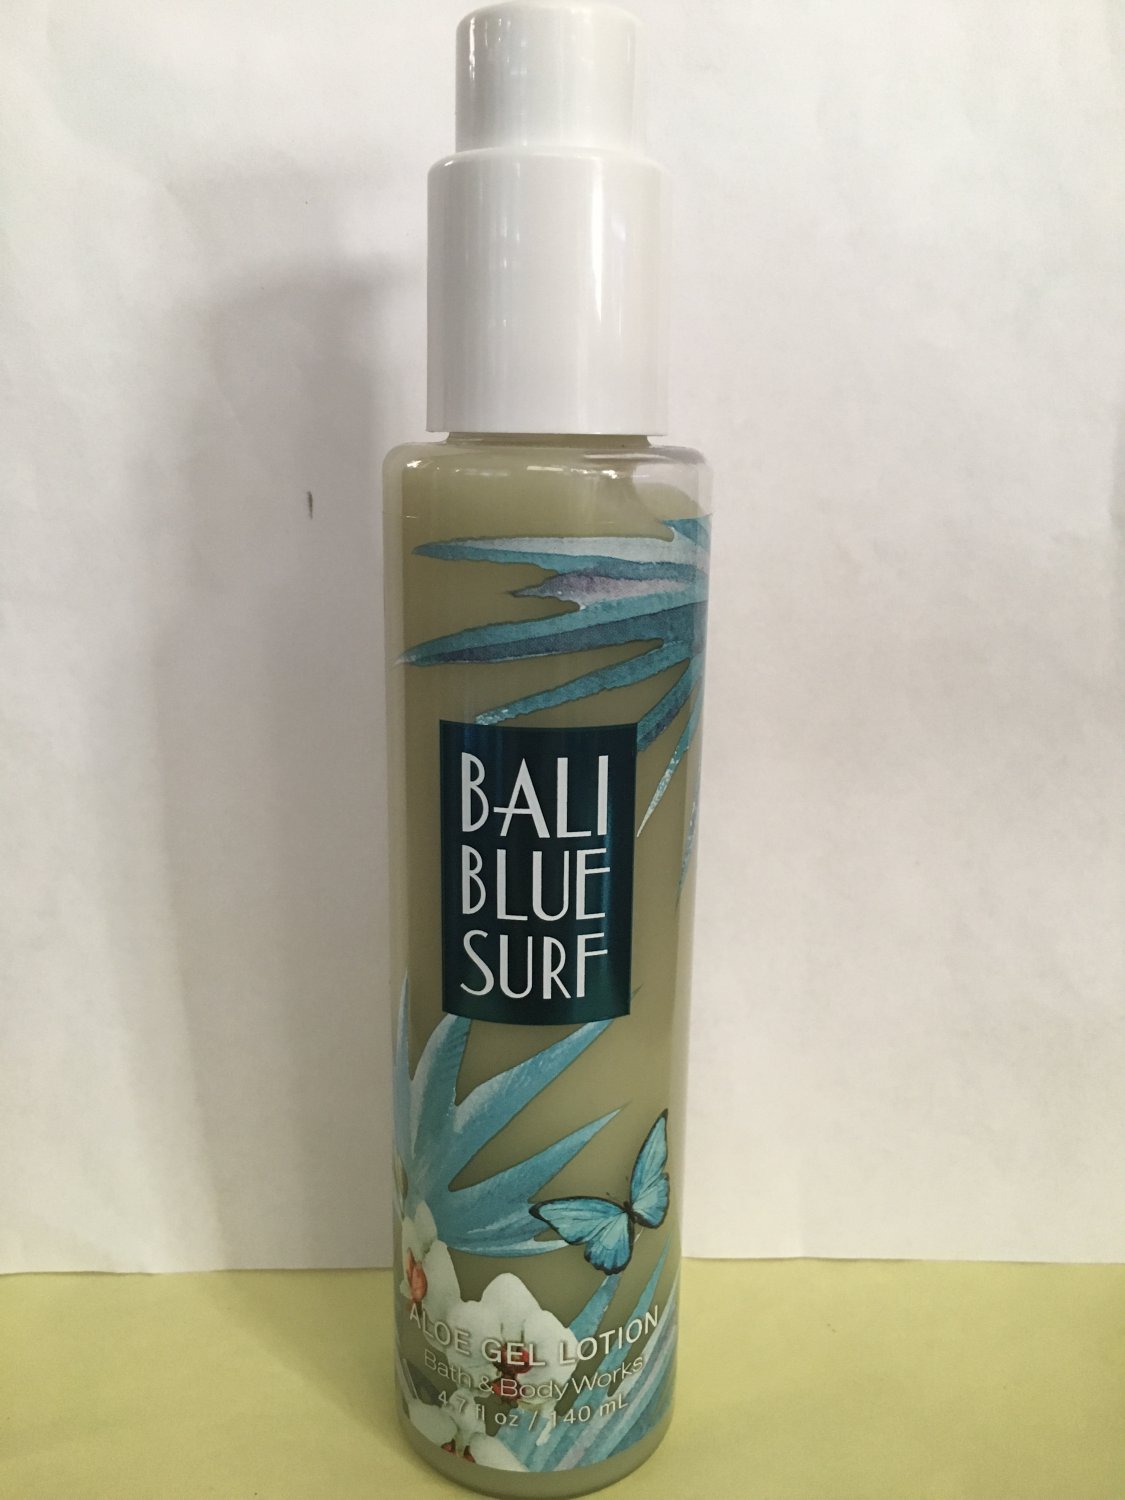 BALI
BLUE
SURF
ALOE GEL LOTION
Bath & Body Works
4.7 fl oz / 140 mL